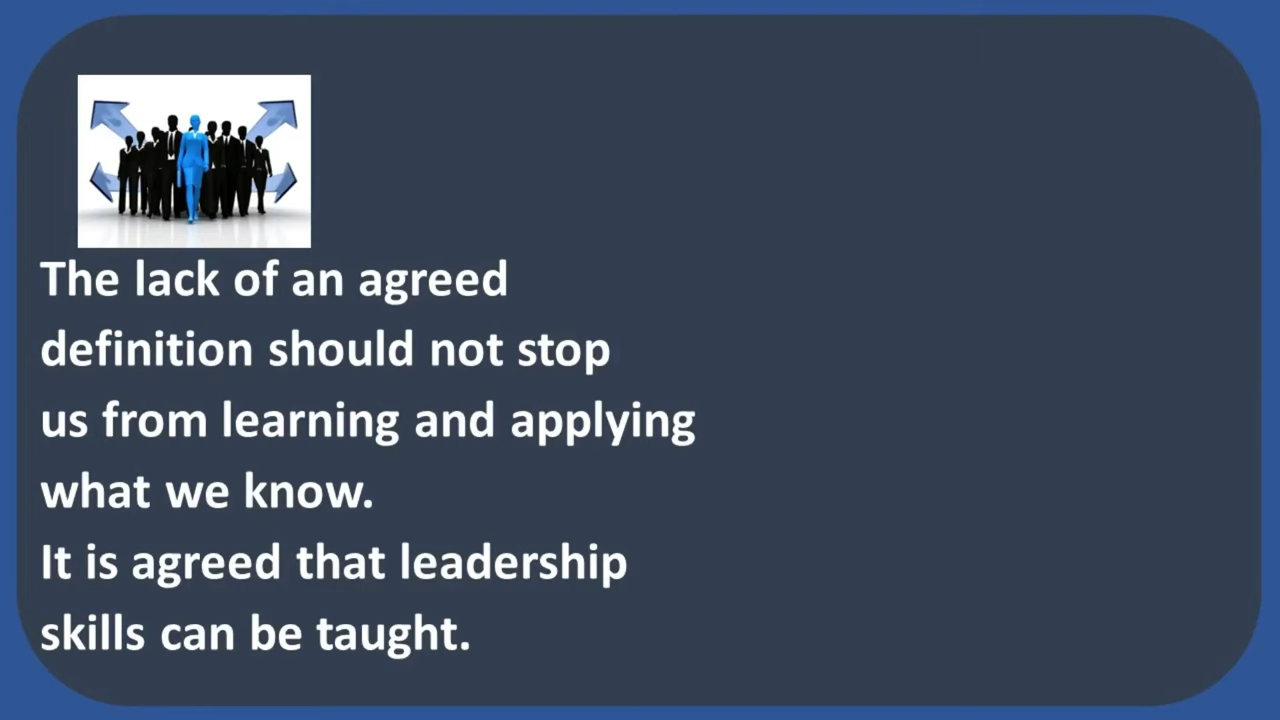 The lack of an agreed
definition should not stop
us from learning and applying
what we know.
It is agreed that leadership
skills can be taught.